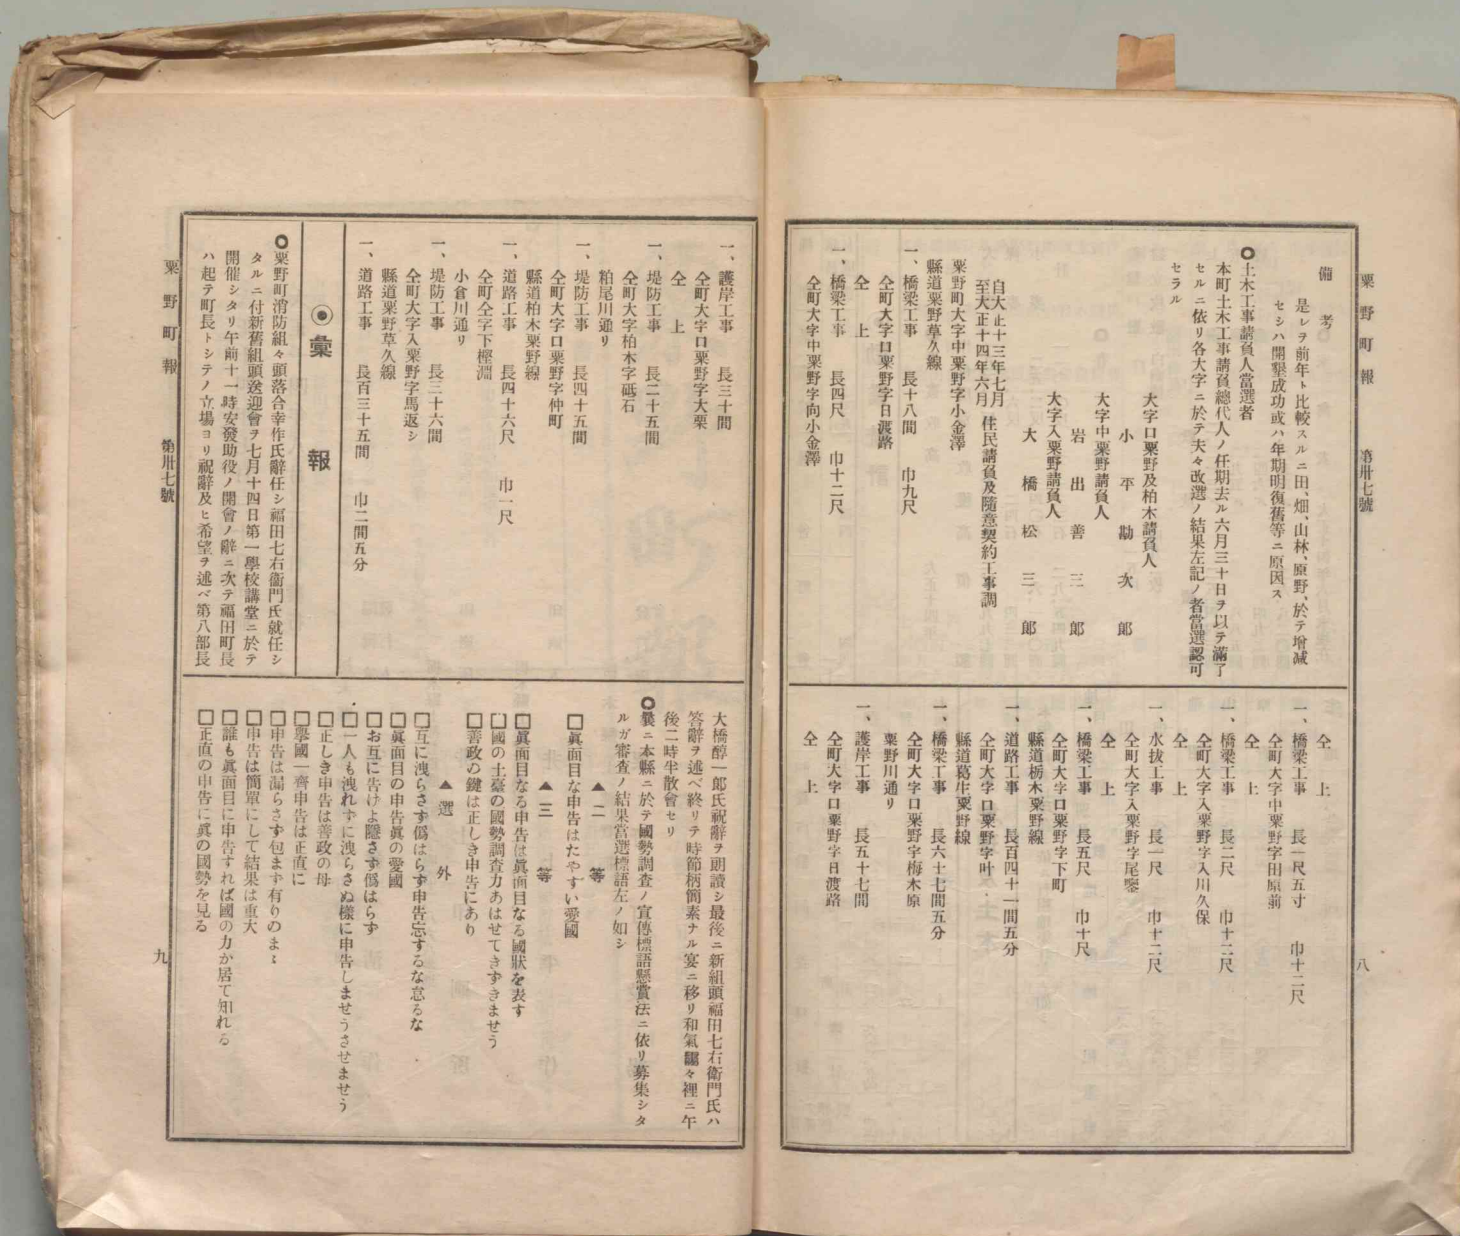 粟野町報　第卅七號　八
備考
是レヲ前年ト比較スルニ田、畑、山林、原野、於テ增減
セシハ開墾成功或ハ年期明復舊等ニ原因ス
◎土木工事請負人當選者
本町土木工事請負總代人ノ任期去ル六月三十日ヲ以テ滿了
セルニ依リ各大字ニ於テ夫々改選ノ結果左記ノ者當選認可
セラル
大字口粟野及柏木請負人
小平勘次郎
大字中粟野請負人
岩出善三郎
大字入粟野請負人
大橋松三郎
自大正十三年七月
至大正十四年六月
住民請負及隨意契約工事調
粟野町大字中粟野字小金澤
縣道粟野草久線
一、橋梁工事　長十八間　巾九尺
仝町大字口粟野字日渡路
仝上
一、橋梁工事　長四尺　巾十二尺
仝町大字中粟野字向小金澤
仝上
一、橋梁工事　長一尺五寸　巾十二尺
仝町大字中粟野字田原前
仝上
一、橋梁工事　長二尺　巾十二尺
仝町大字入粟野字入川久保
仝上
一、水拔工事　長一尺　巾十二尺
仝町大字入粟野字尾鑿
仝上
一、橋梁工事　長五尺　巾十尺
仝町大字口粟野字下町
縣道栃木粟野線
一、道路工事　長百四十一間五分
仝町大字口粟野字叶
縣道葛生粟野線
一、橋梁工事　長六十七間五分
仝町大字口粟野字梅木原
粟野川通リ
一、護岸工事　長五十七間
仝町大字口粟野字日渡路
仝上
一、護岸工事　長三十間
仝町大字口粟野字大栗
仝上
一、堤防工事　長二十五間
仝町大字柏木字砥石
粕尾川通リ
一、堤防工事　長四十五間
仝町大字口粟野字仲町
縣道柏木粟野線
一、道路工事　長四十六尺　巾一尺
仝町仝字下樫淵
小倉川通リ
一、堤防工事　長三十六間
仝町大字入粟野字馬返シ
縣道粟野草久線
一、道路工事　長百三十五間　巾二間五分
◉彙報
◎粟野町消防組々頭落合幸作氏辭任シ福田七右衞門氏就任シ
タルニ付新舊組頭送迎會ヲ七月十四日第一學校講堂ニ於テ
開催シタリ午前十一時安發助役ノ開會ノ辭ニ次テ福田町長
ハ起テ町長トシテノ立場ヨリ祝辭及ヒ希望ヲ述ベ第八部長
大橋醇一郎氏祝辭ヲ朗讀シ最後ニ新組頭福田七右衞門氏ハ
答辭ヲ述ベ終リテ時節柄簡素ナル宴ニ移リ和氣靄々裡ニ午
後二時半散會セリ
◎曩ニ本縣ニ於テ國勢調査ノ宣傳標語懸賞法ニ依リ募集シタ
ルガ審査ノ結果當選標語左ノ如シ
▲二等
□眞面目な申告はたやすい愛國
▲三等
□眞面目なる申告は眞面目なる國狀を表す
□國の土臺の國勢調査力あはせてきずきませう
□善政の鍵は正しき申告にあり
▲選外
□互に洩らさず僞はらず申告忘するな怠るな
□眞面目の申告眞の愛國
□お互に告けよ隱さず僞はらず
□一人も洩れずに洩らさぬ樣に申告しませうさせませう
□正しき申告は善政の母
□擧國一齊申告は正直に
□申告は漏らさず包まず有りのまゝ
□申告は簡單にして結果は重大
□誰も眞面目に申告すれば國の力か居て知れる
□正直の申告に眞の國勢を見る
粟野町報　第卅七號　九